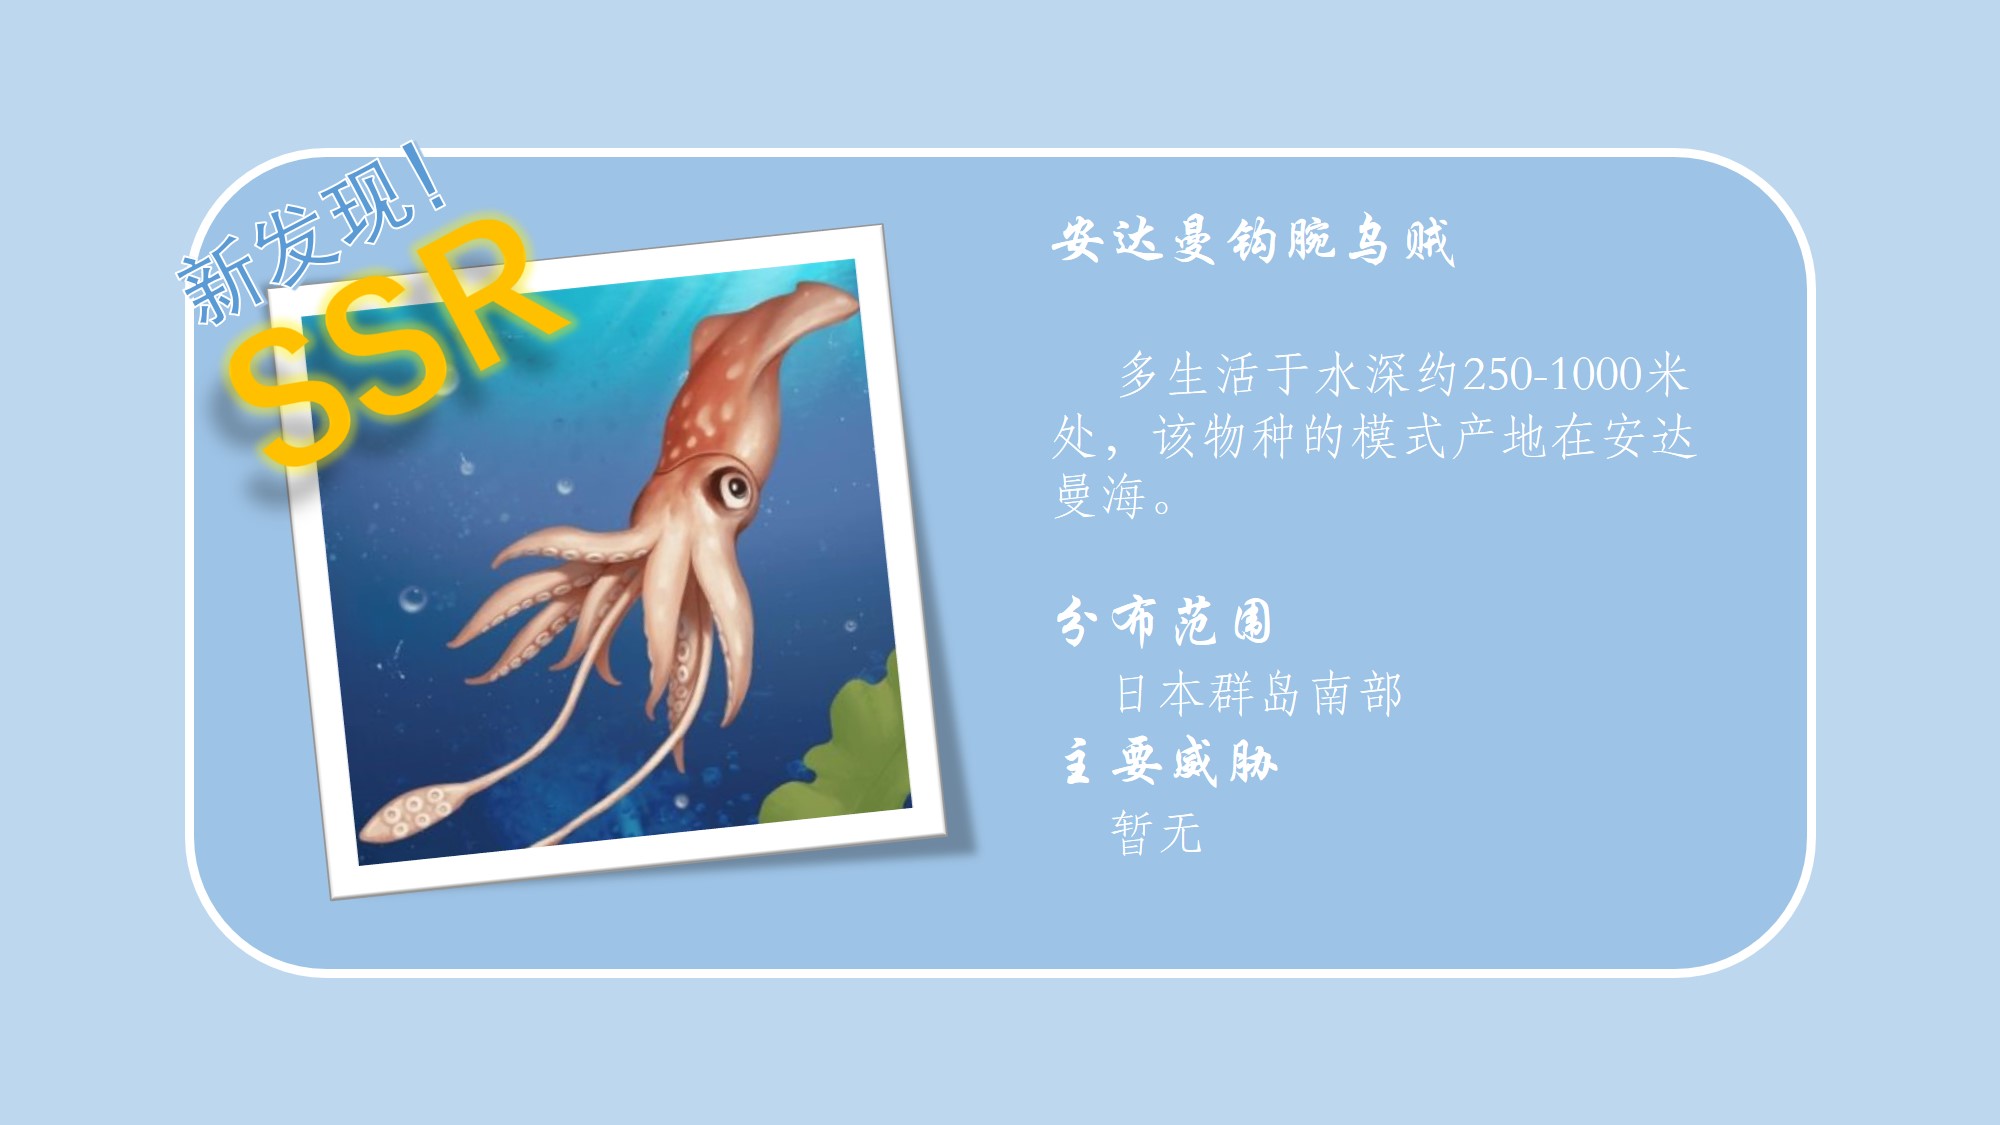 新发现！
SSR
安达曼钩腕乌贼
多生活于水深约250-1000米
处，该物种的模式产地在安达
曼海。
分布范围
日本群岛南部
主要威胁
暂无